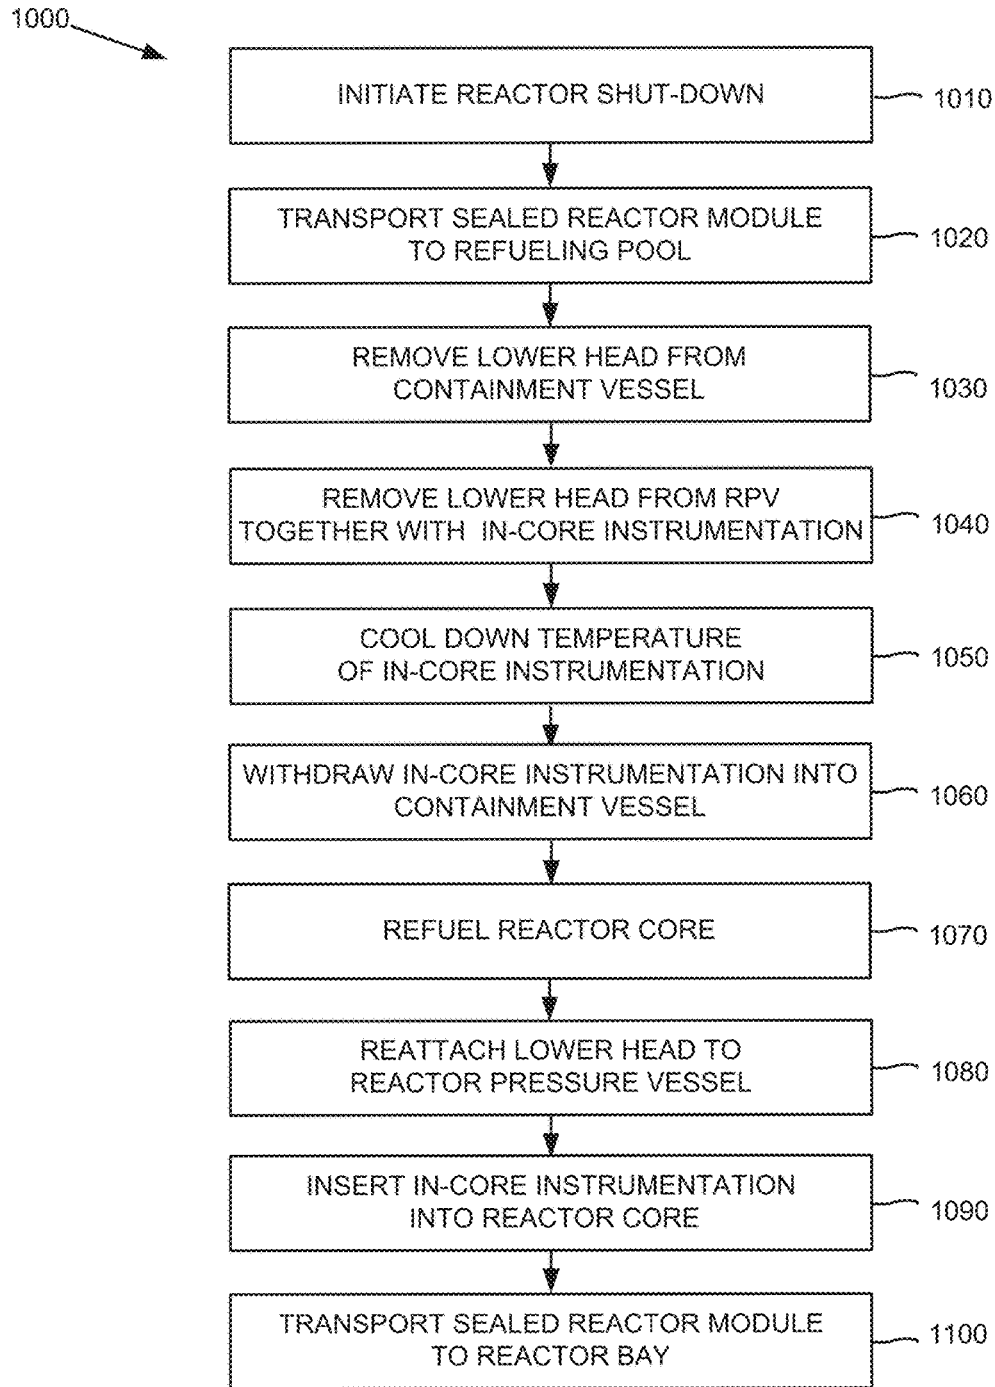 1000
INITIATE REACTOR SHUT-DOWN
1010
TRANSPORT SEALED REACTOR MODULE
TO REFUELING POOL
1020
REMOVE LOWER HEAD FROM
CONTAINMENT VESSEL
1030
REMOVE LOWER HEAD FROM RPV
TOGETHER WITH IN-CORE INSTRUMENTATION
1040
COOL DOWN TEMPERATURE
OF IN-CORE INSTRUMENTATION
1050
WITHDRAW IN-CORE INSTRUMENTATION INTO
CONTAINMENT VESSEL
1060
REFUEL REACTOR CORE
1070
REATTACH LOWER HEAD TO
REACTOR PRESSURE VESSEL
1080
INSERT IN-CORE INSTRUMENTATION
INTO REACTOR CORE
1090
TRANSPORT SEALED REACTOR MODULE
TO REACTOR BAY
1100